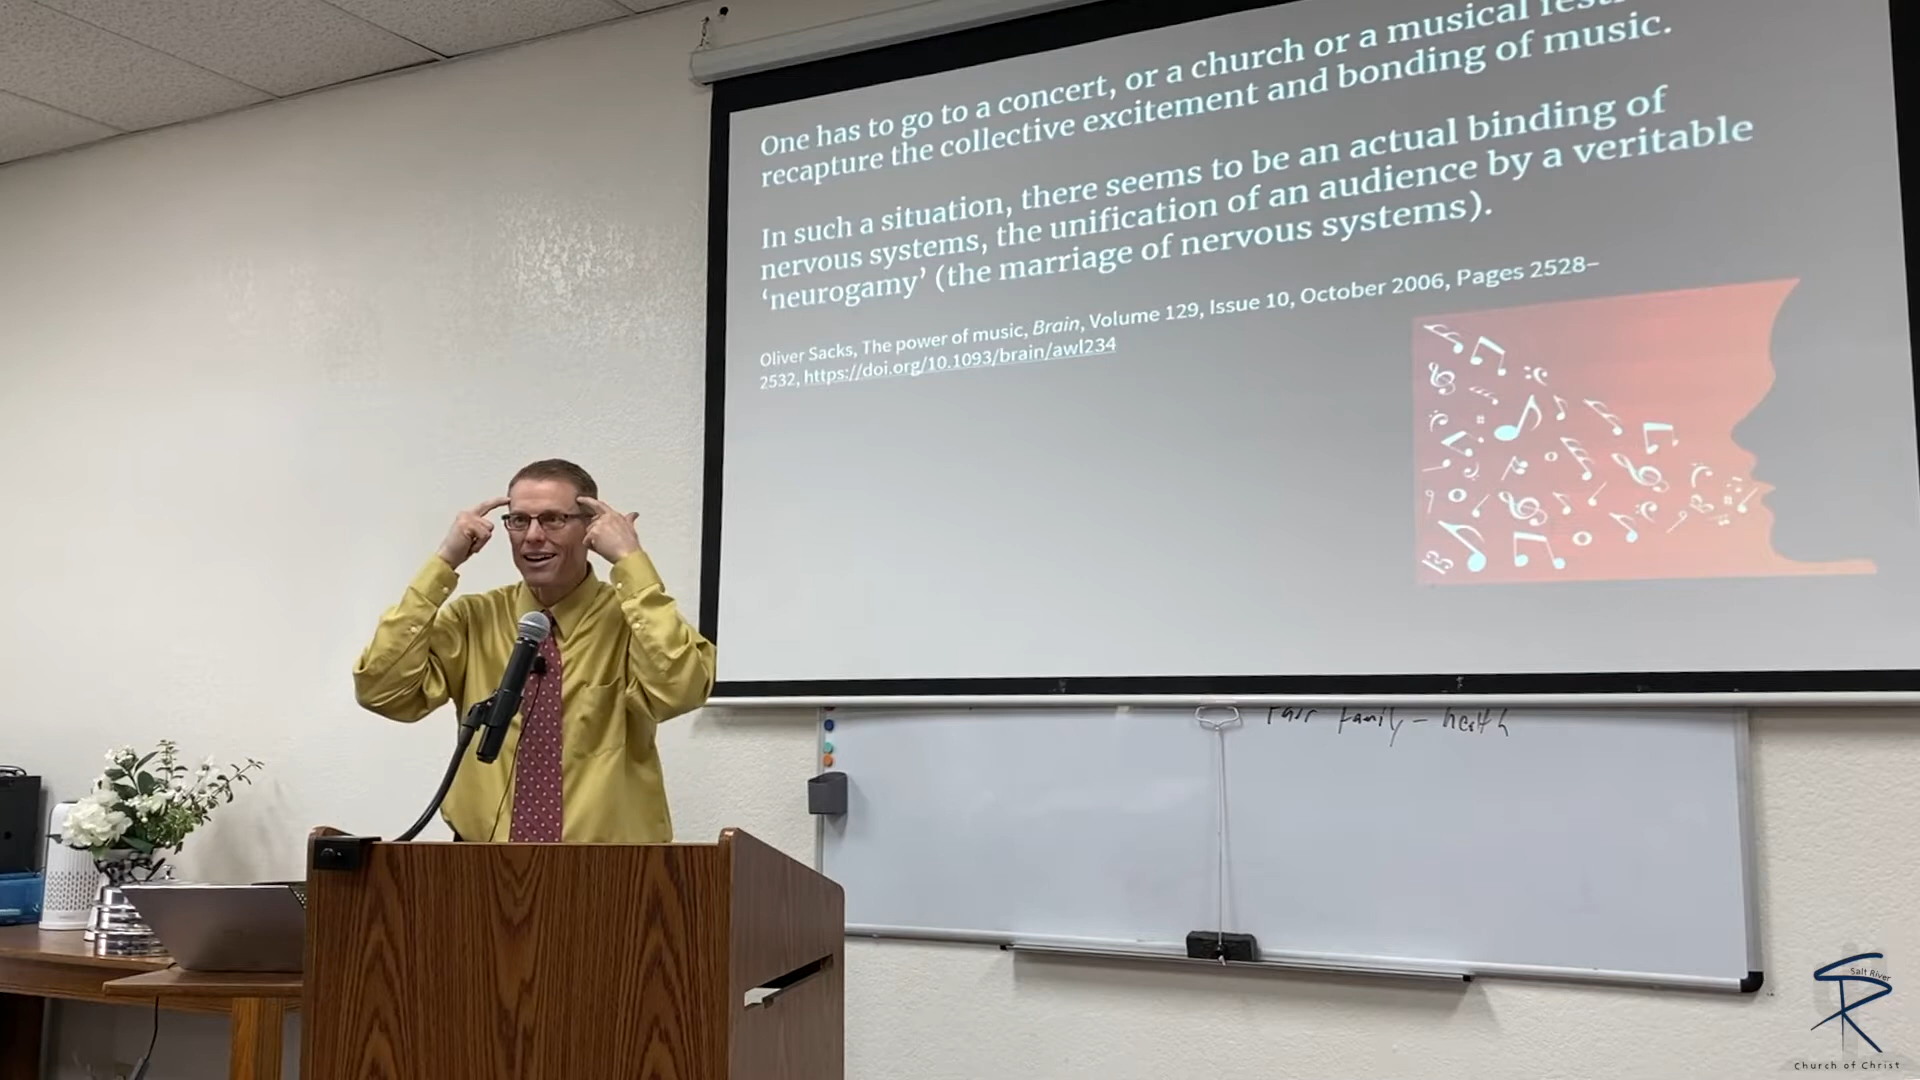 One has to go to a concert, or a church or a musical
recapture the collective excitement and bonding of music.
In such a situation, there seems to be an actual binding of
nervous systems, the unification of an audience by a veritable
‘neurogamy’ (the marriage of nervous systems).
Oliver Sacks, The power of music, Brain, Volume 129, Issue 10, October 2006, Pages 2528–
2532, https://doi.org/10.1093/brain/awl234
family – health
Salt River
Church of Christ